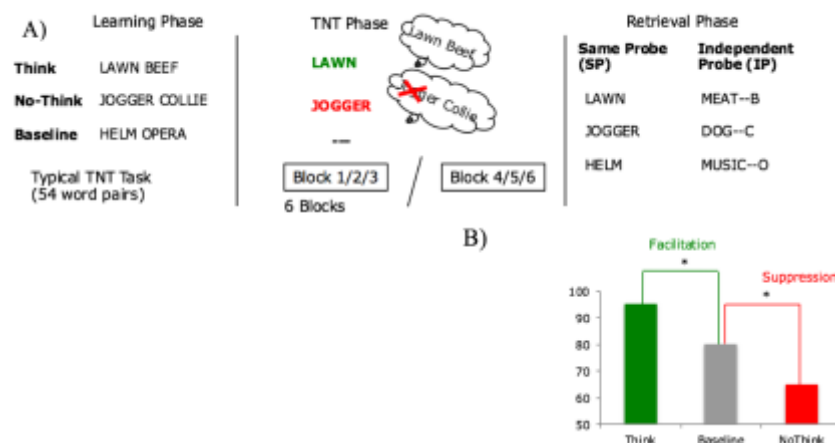 A)
Learning Phase
Think LAWN BEEF
No-Think JOGGER COLLIE
Baseline HELM OPERA
Typical TNT Task
(54 word pairs)
TNT Phase
LAWN
Lawn Beef
JOGGER
Collie
---
Block 1/2/3 / Block 4/5/6
6 Blocks
Retrieval Phase
Same Probe Independent
(SP) Probe (IP)
LAWN MEAT--B
JOGGER DOG--C
HELM MUSIC--O
B)
Facilitation
*
Suppression
*
100
90
80
70
60
50
Think Baseline NoThink